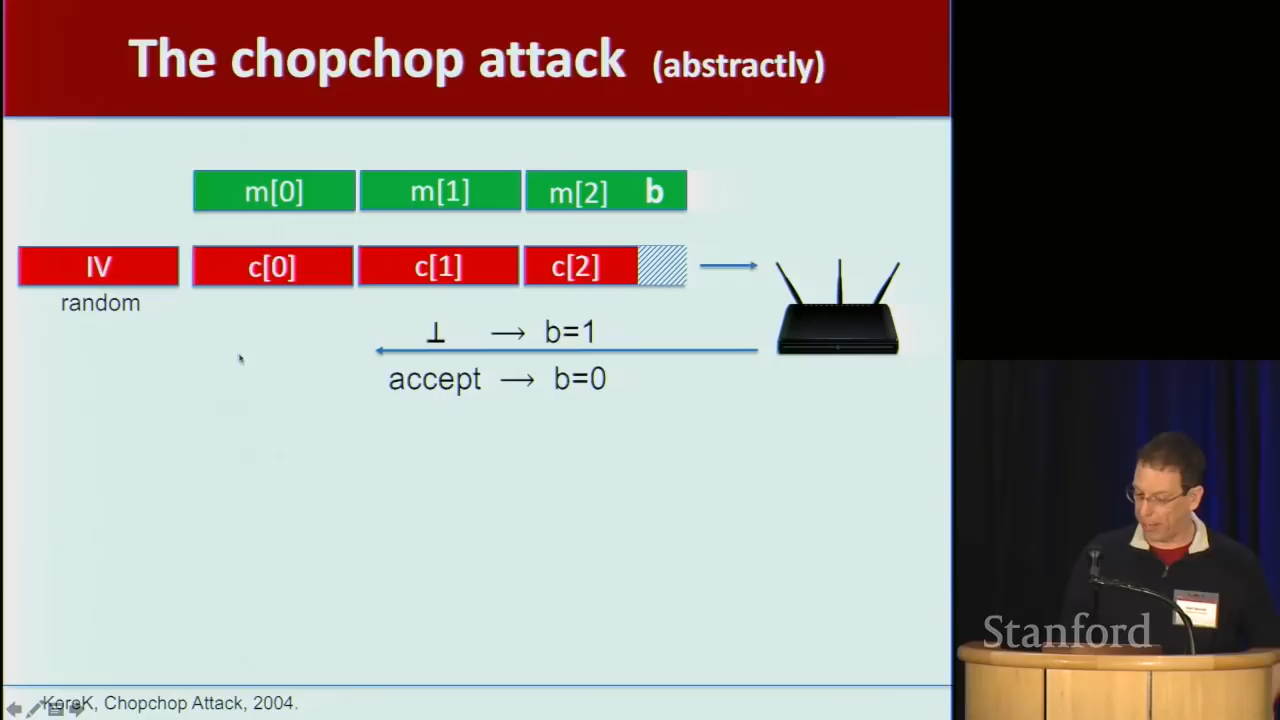 The chopchop attack (abstractly)
m[0] m[1] m[2] b
IV c[0] c[1] c[2]
random
⊥ → b=1
accept → b=0
Stanford
KoreK, Chopchop Attack, 2004.